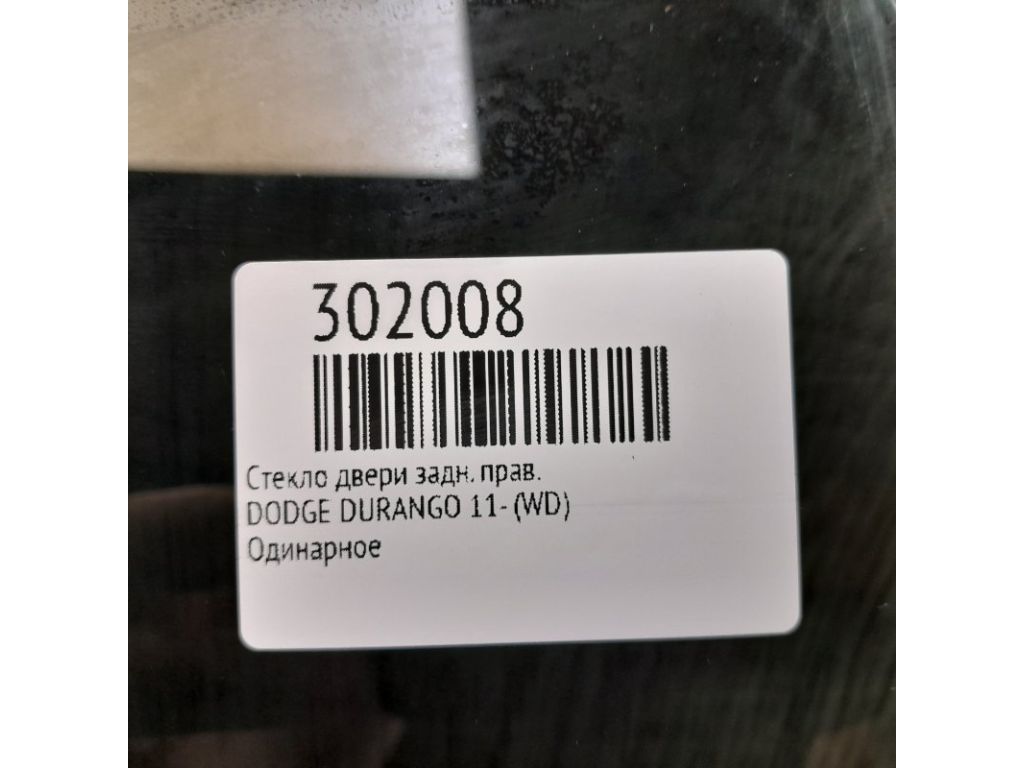 302008
Стекло двери задн. прав.
DODGE DURANGO 11- (WD)
Одинарное